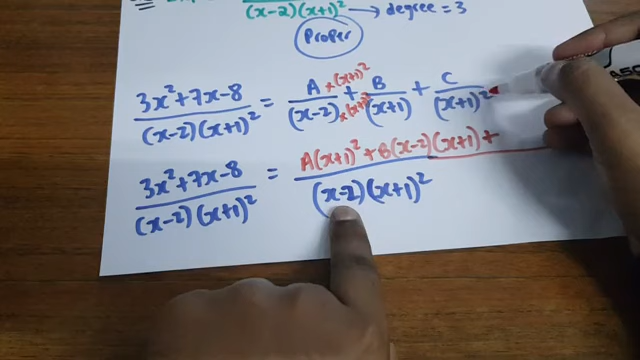 (x-2)(x+1)² → degree = 3
Proper
3x²+7x-8 / (x-2)(x+1)² = A ×(x+1)² / (x-2) ×(x+1)² + B / (x+1) + C / (x+1)²
3x²+7x-8 / (x-2)(x+1)² = A(x+1)² + B(x-2)(x+1) + / (x-2)(x+1)²